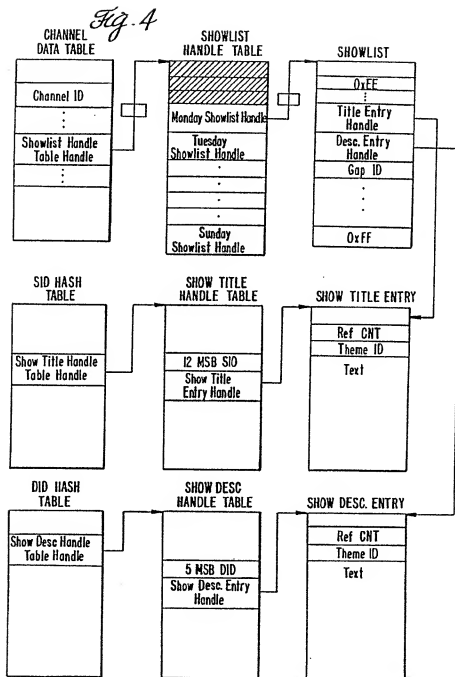 Fig. 4
CHANNEL
DATA TABLE
Channel ID
Showlist Handle
Table Handle
SHOWLIST
HANDLE TABLE
Monday Showlist Handle
Tuesday
Showlist Handle
Sunday
Showlist Handle
SHOWLIST
0xEE
Title Entry
Handle
Desc. Entry
Handle
Gap ID
0xFF
SID HASH
TABLE
Show Title Handle
Table Handle
SHOW TITLE
HANDLE TABLE
12 MSB SIO
Show Title
Entry Handle
SHOW TITLE ENTRY
Ref CNT
Theme ID
Text
DID HASH
TABLE
Show Desc Handle
Table Handle
SHOW DESC
HANDLE TABLE
5 MSB DID
Show Desc. Entry
Handle
SHOW DESC. ENTRY
Ref CNT
Theme ID
Text